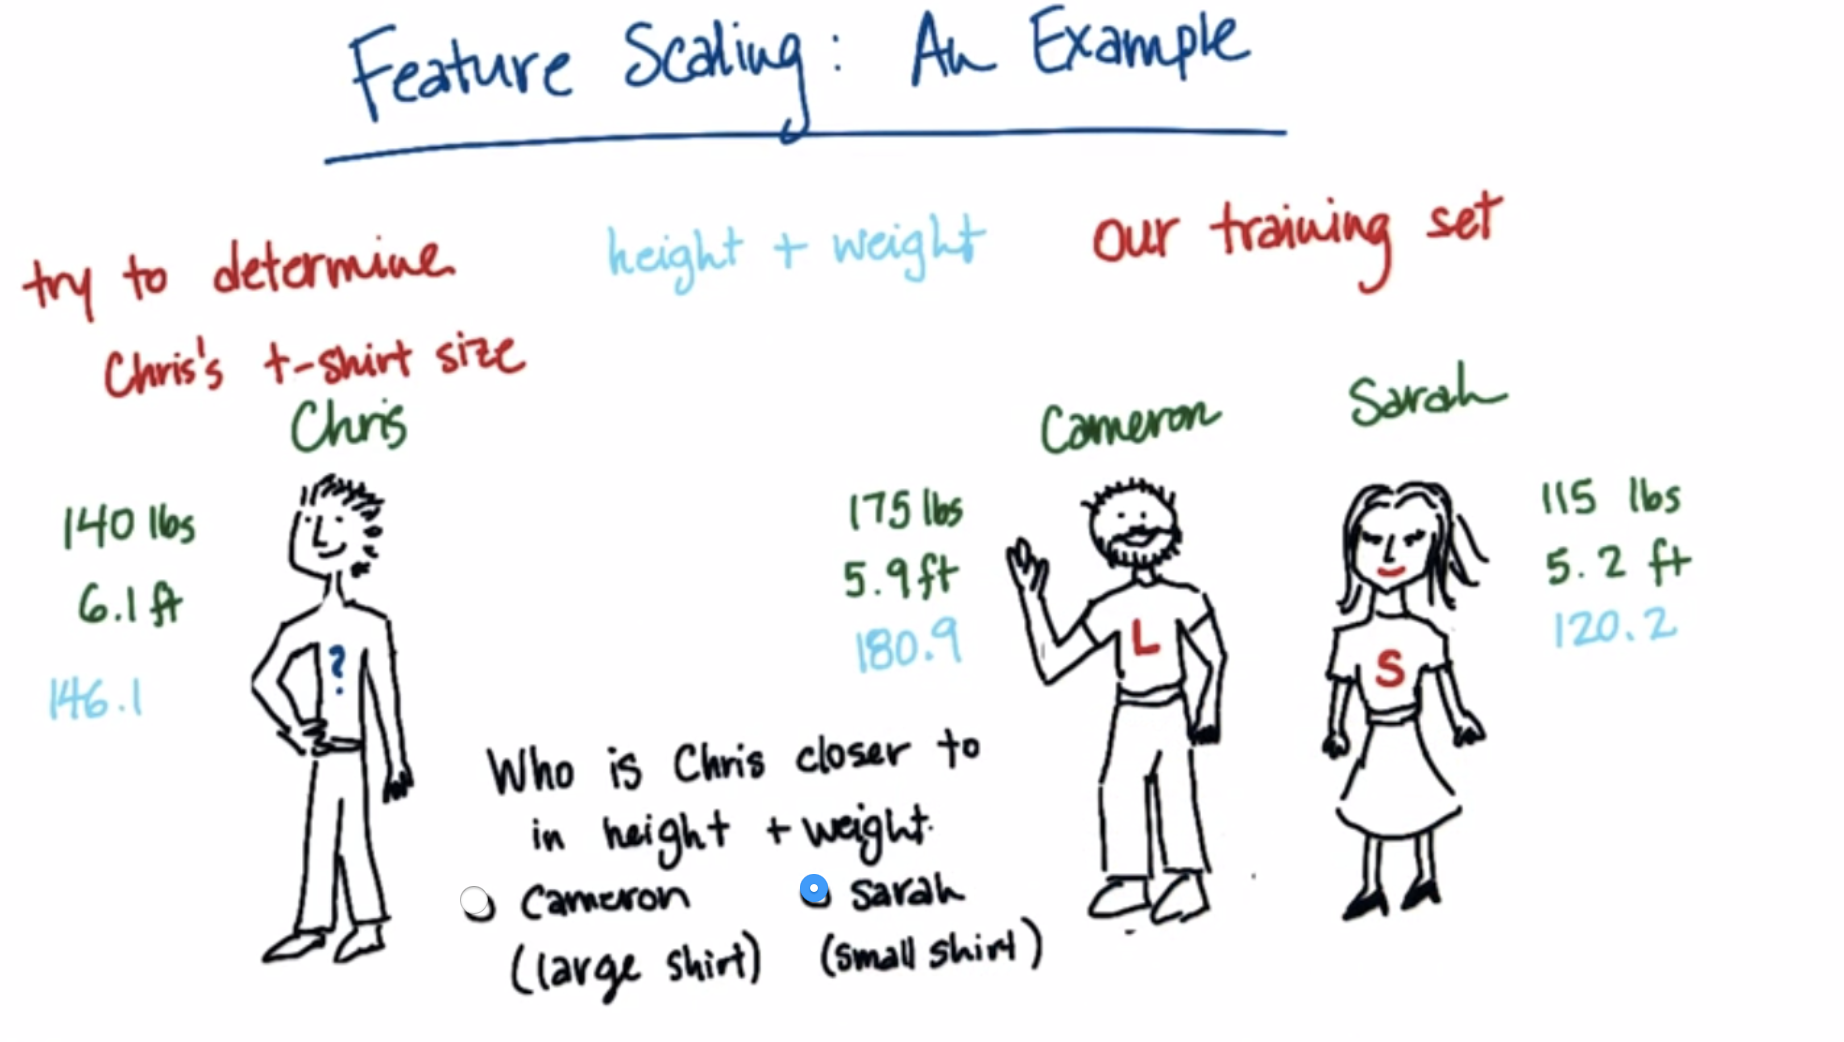 Feature Scaling: An Example
try to determine
Chris's t-shirt size
height + weight
our training set
Chris
140 lbs
6.1 ft
146.1
?
Cameron
175 lbs
5.9 ft
180.9
L
Sarah
115 lbs
5.2 ft
120.2
S
Who is Chris closer to
in height + weight.
Cameron
(large shirt)
Sarah
(small shirt)